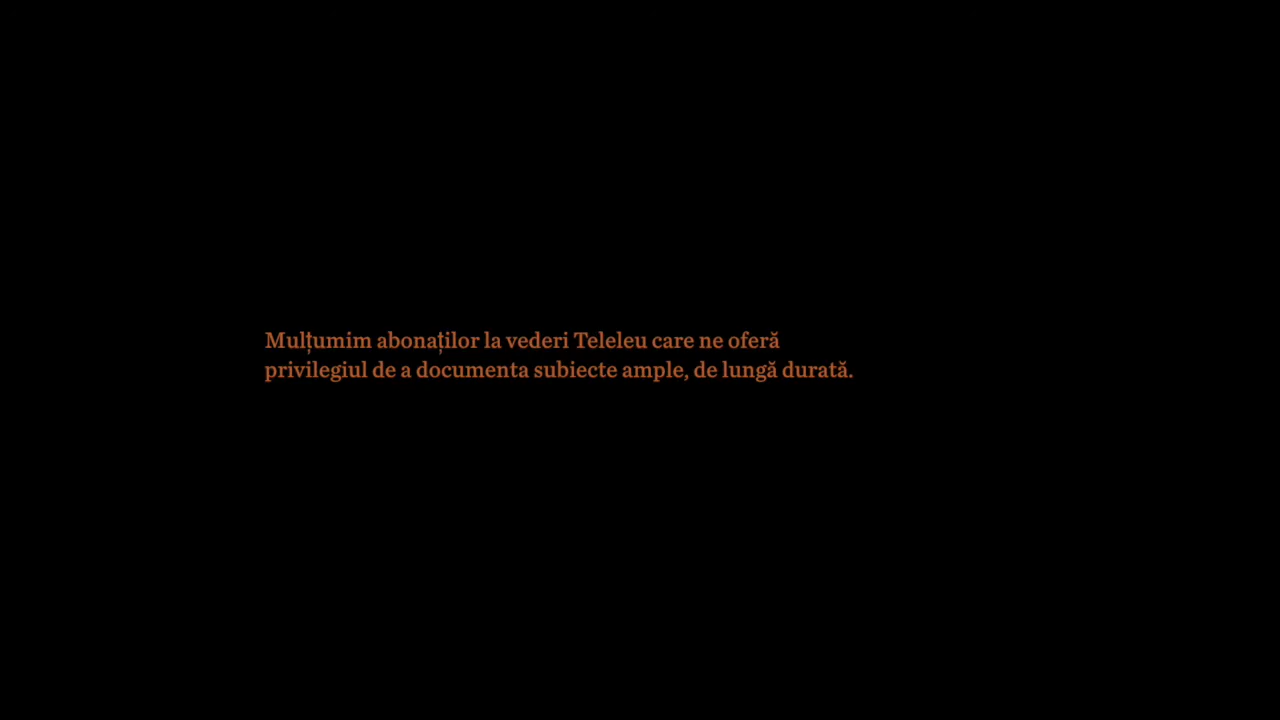 Mulțumim abonaților la vederi Teleleu care ne oferă
privilegiul de a documenta subiecte ample, de lungă durată.